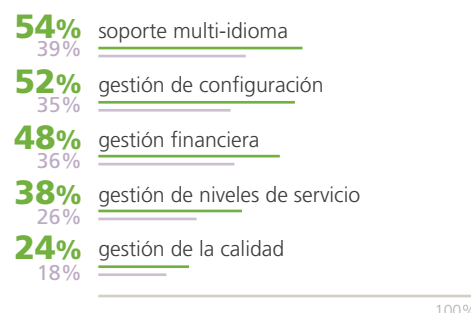 54% soporte multi-idioma
39%
52% gestión de configuración
35%
48% gestión financiera
36%
38% gestión de niveles de servicio
26%
24% gestión de la calidad
18%
100%